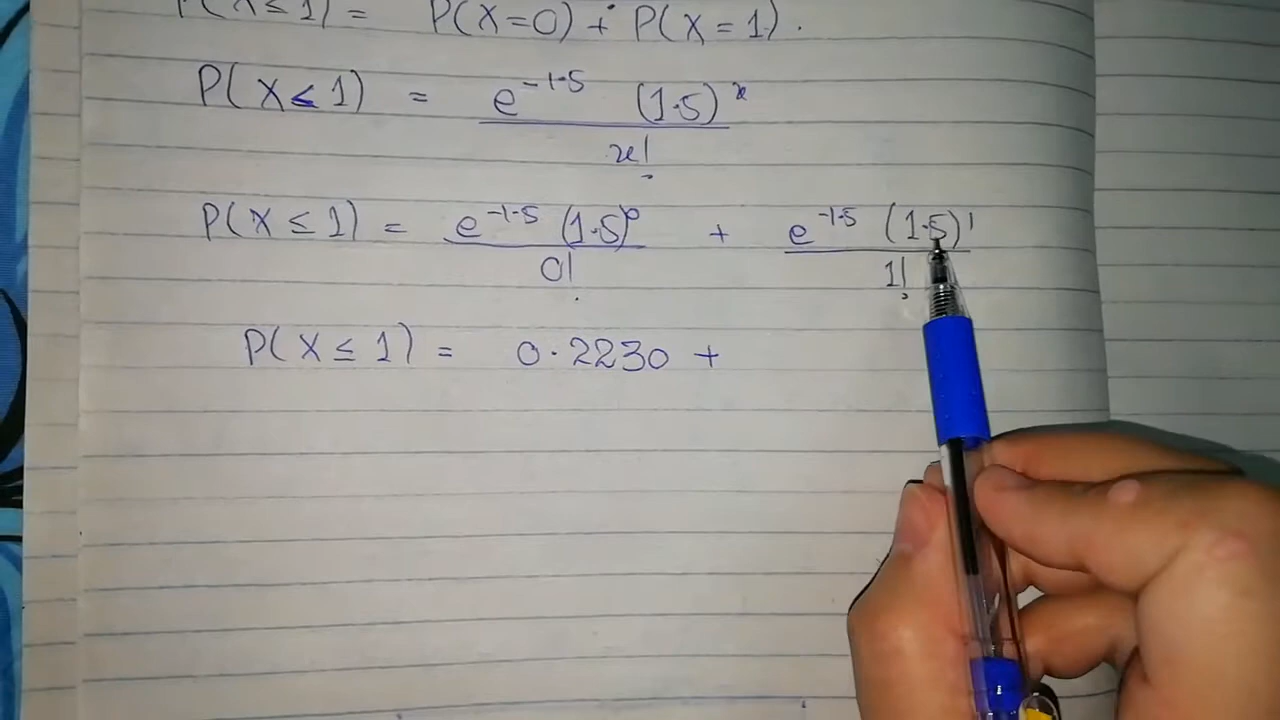 P(X ≤ 1) = P(X=0) + P(X=1).
P(X ≤ 1) = e^{-1.5} (1.5)^x / x!
P(X ≤ 1) = e^{-1.5} (1.5)^0 / 0! + e^{-1.5} (1.5)^1 / 1!
P(X ≤ 1) = 0.2230 +